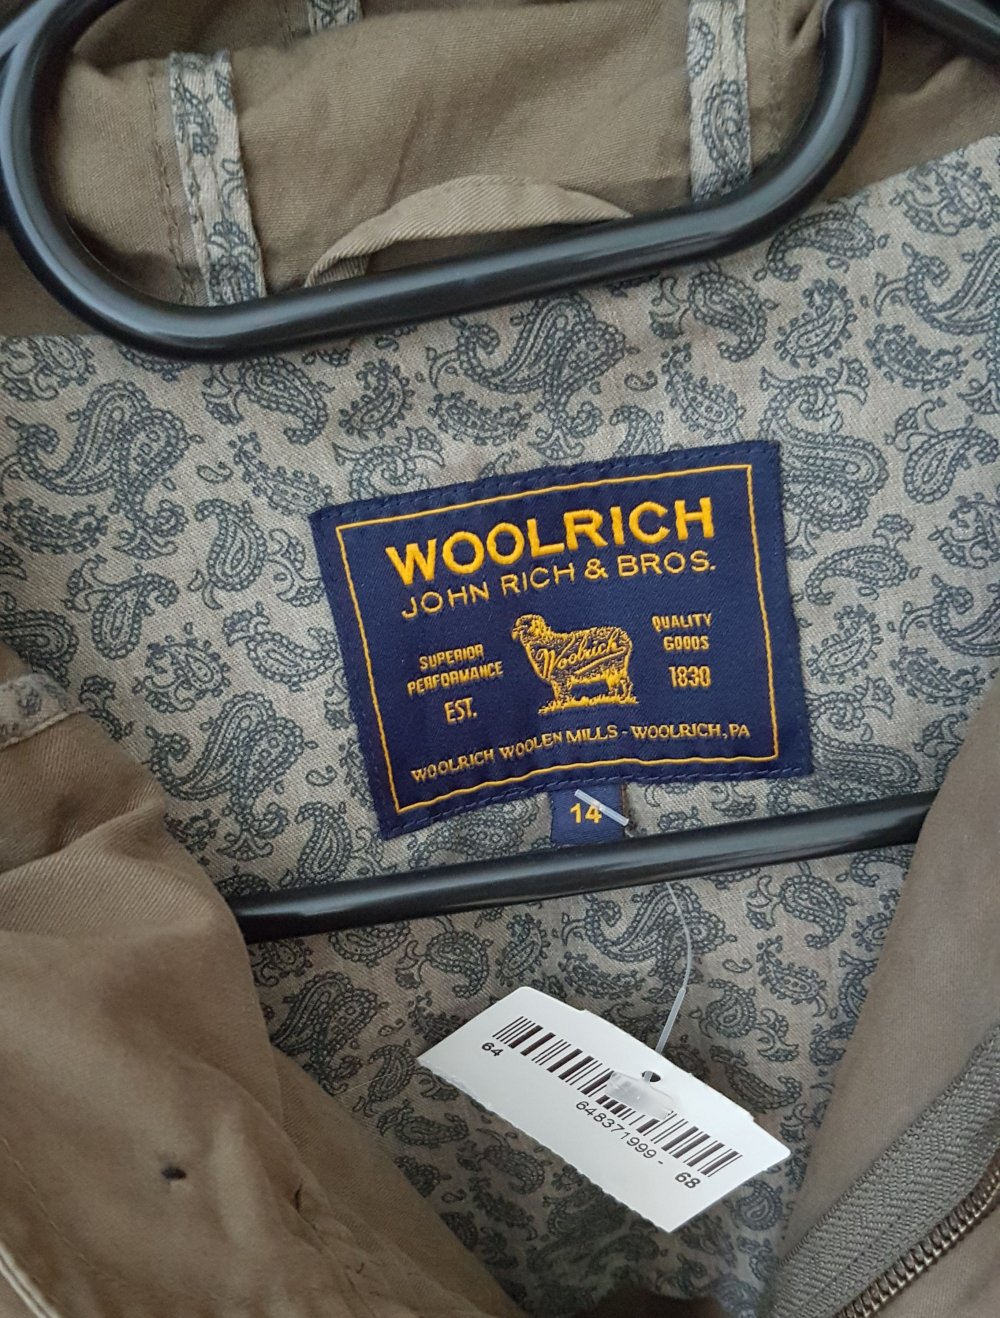 WOOLRICH
JOHN RICH & BROS.
SUPERIOR
PERFORMANCE
EST.
Woolrich
QUALITY
GOODS
1830
WOOLRICH WOOLEN MILLS - WOOLRICH, PA
14
64
648371999 - 68